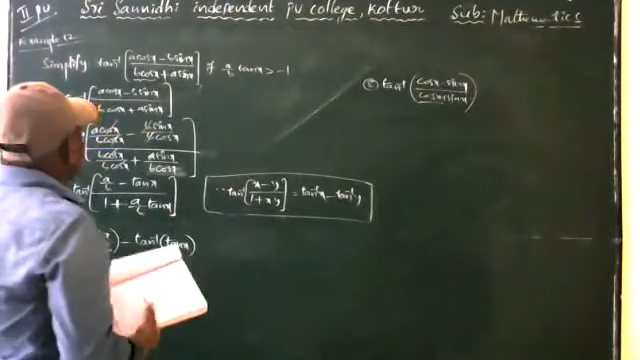 II PU. Sri Sannidhi independent pu college, Kottur Sub: Mathematics
Example 12
Simplify tan⁻¹ [acosx − bsinx / bcosx + asinx] if a/b tanx > −1
[acosx − bsinx / bcosx + asinx]
[acosx/bcosx − bsinx/bcosx / bcosx/bcosx + asinx/bcosx]
tan⁻¹ [a/b − tanx / 1 + a/b tanx]
∵ tan⁻¹ [x − y / 1 + xy] = tan⁻¹x − tan⁻¹y
) − tan⁻¹(tanx)
② tan⁻¹ (cosx − sinx / cosx + sinx)